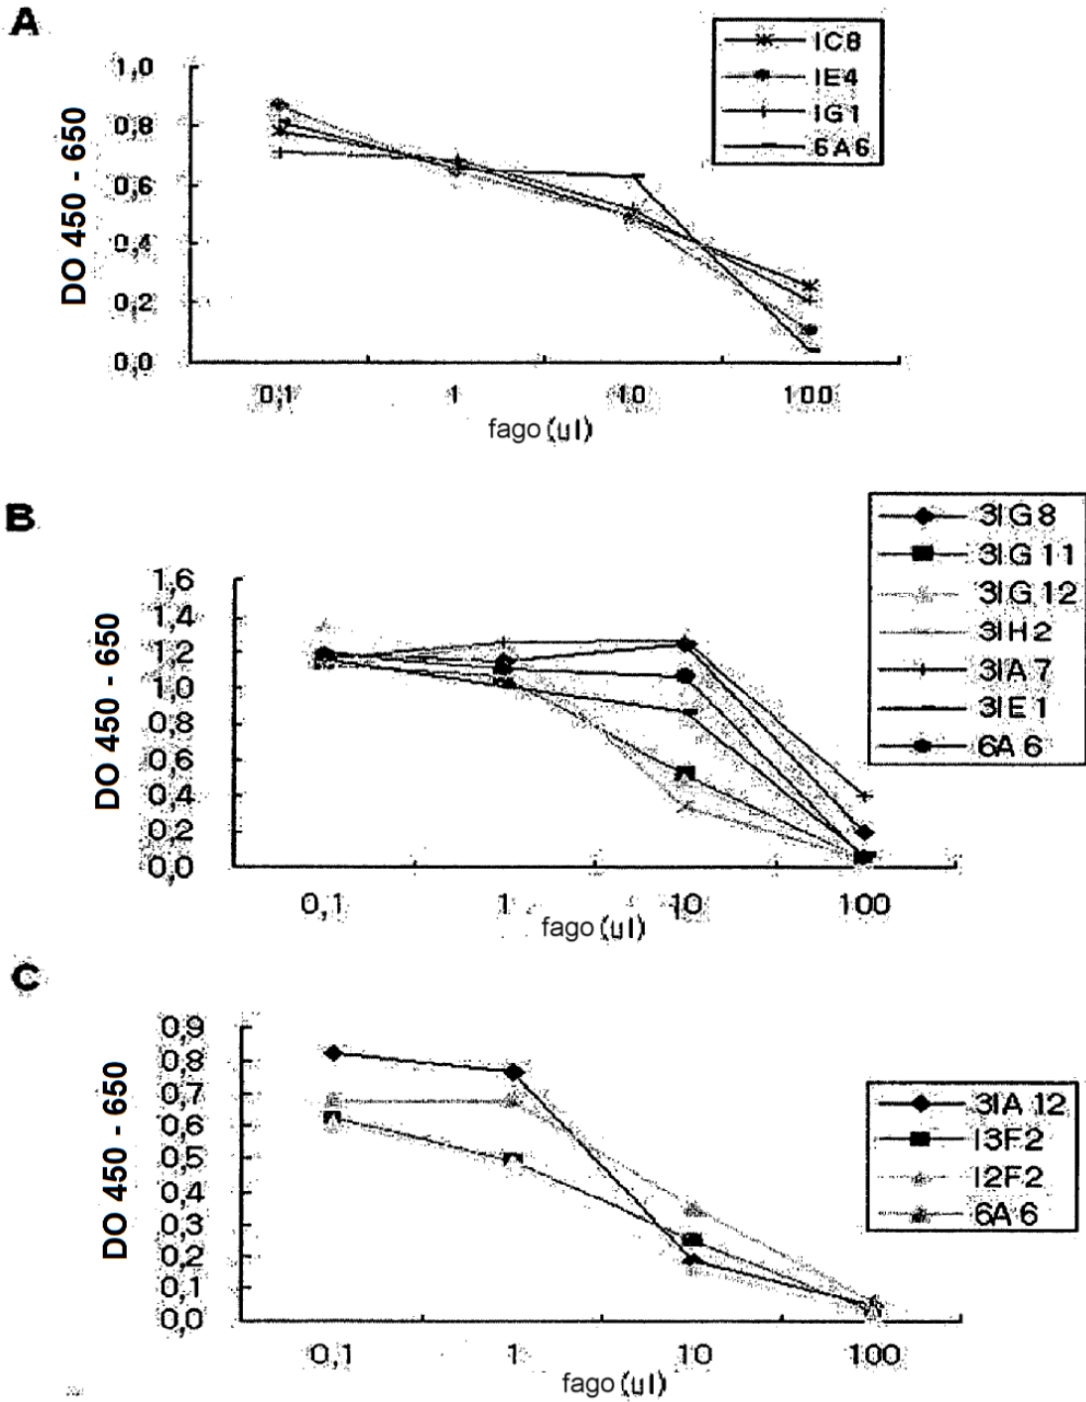 A
1C8
1E4
1G1
6A6
1,0
0,8
0,6
0,4
0,2
0,0
DO 450 - 650
0,1 1 10 100
fago (ul)
B
3IG8
3IG11
3IG12
3IH2
3IA7
3IE1
6A6
1,6
1,4
1,2
1,0
0,8
0,6
0,4
0,2
0,0
DO 450 - 650
0,1 1 10 100
fago (ul)
C
3IA12
I3F2
I2F2
6A6
0,9
0,8
0,7
0,6
0,5
0,4
0,3
0,2
0,1
0,0
DO 450 - 650
0,1 1 10 100
fago (ul)